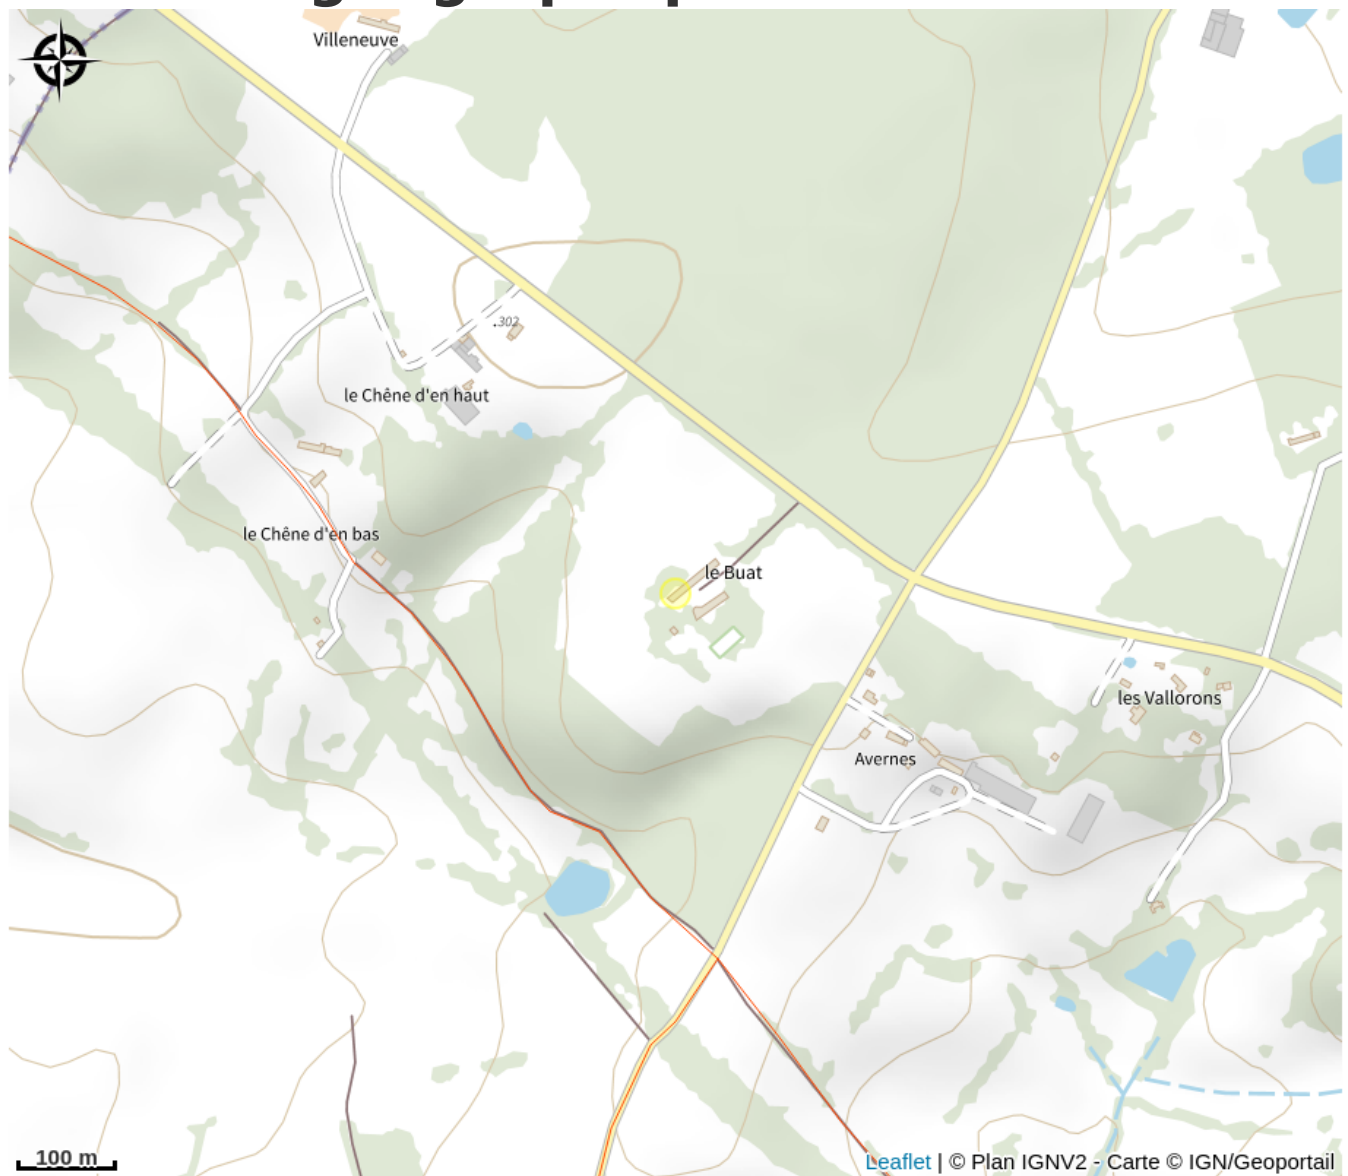 Villeneuve
.302
le Chêne d'en haut
le Chêne d'en bas
le Buat
les Vallorons
Avernes
100 m
Leaflet | © Plan IGNV2 - Carte © IGN/Geoportail